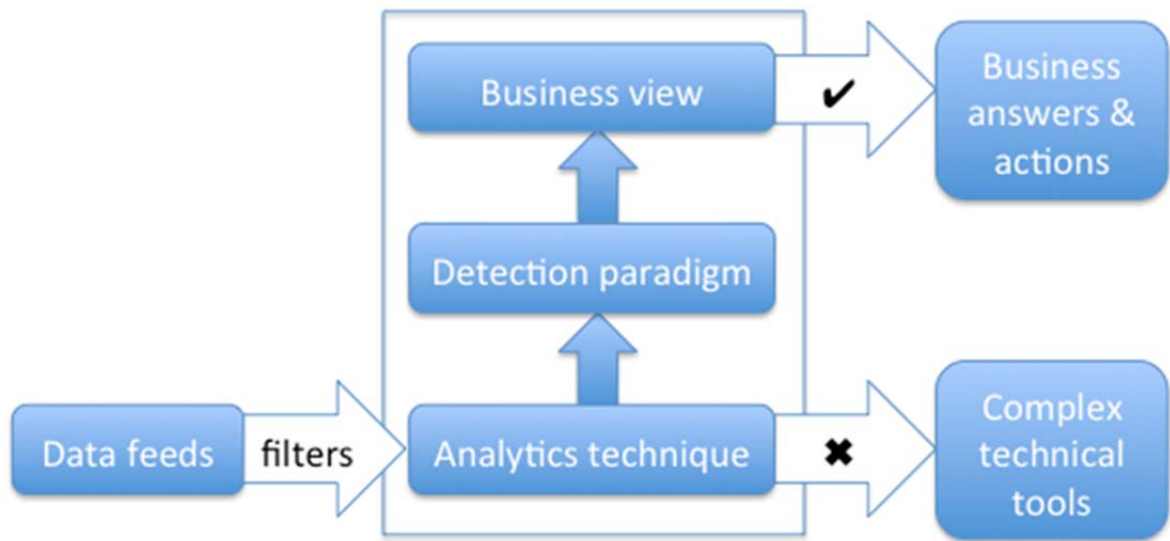 Business view
✔
Business
answers &
actions
Detection paradigm
Data feeds
filters
Analytics technique
✖
Complex
technical
tools